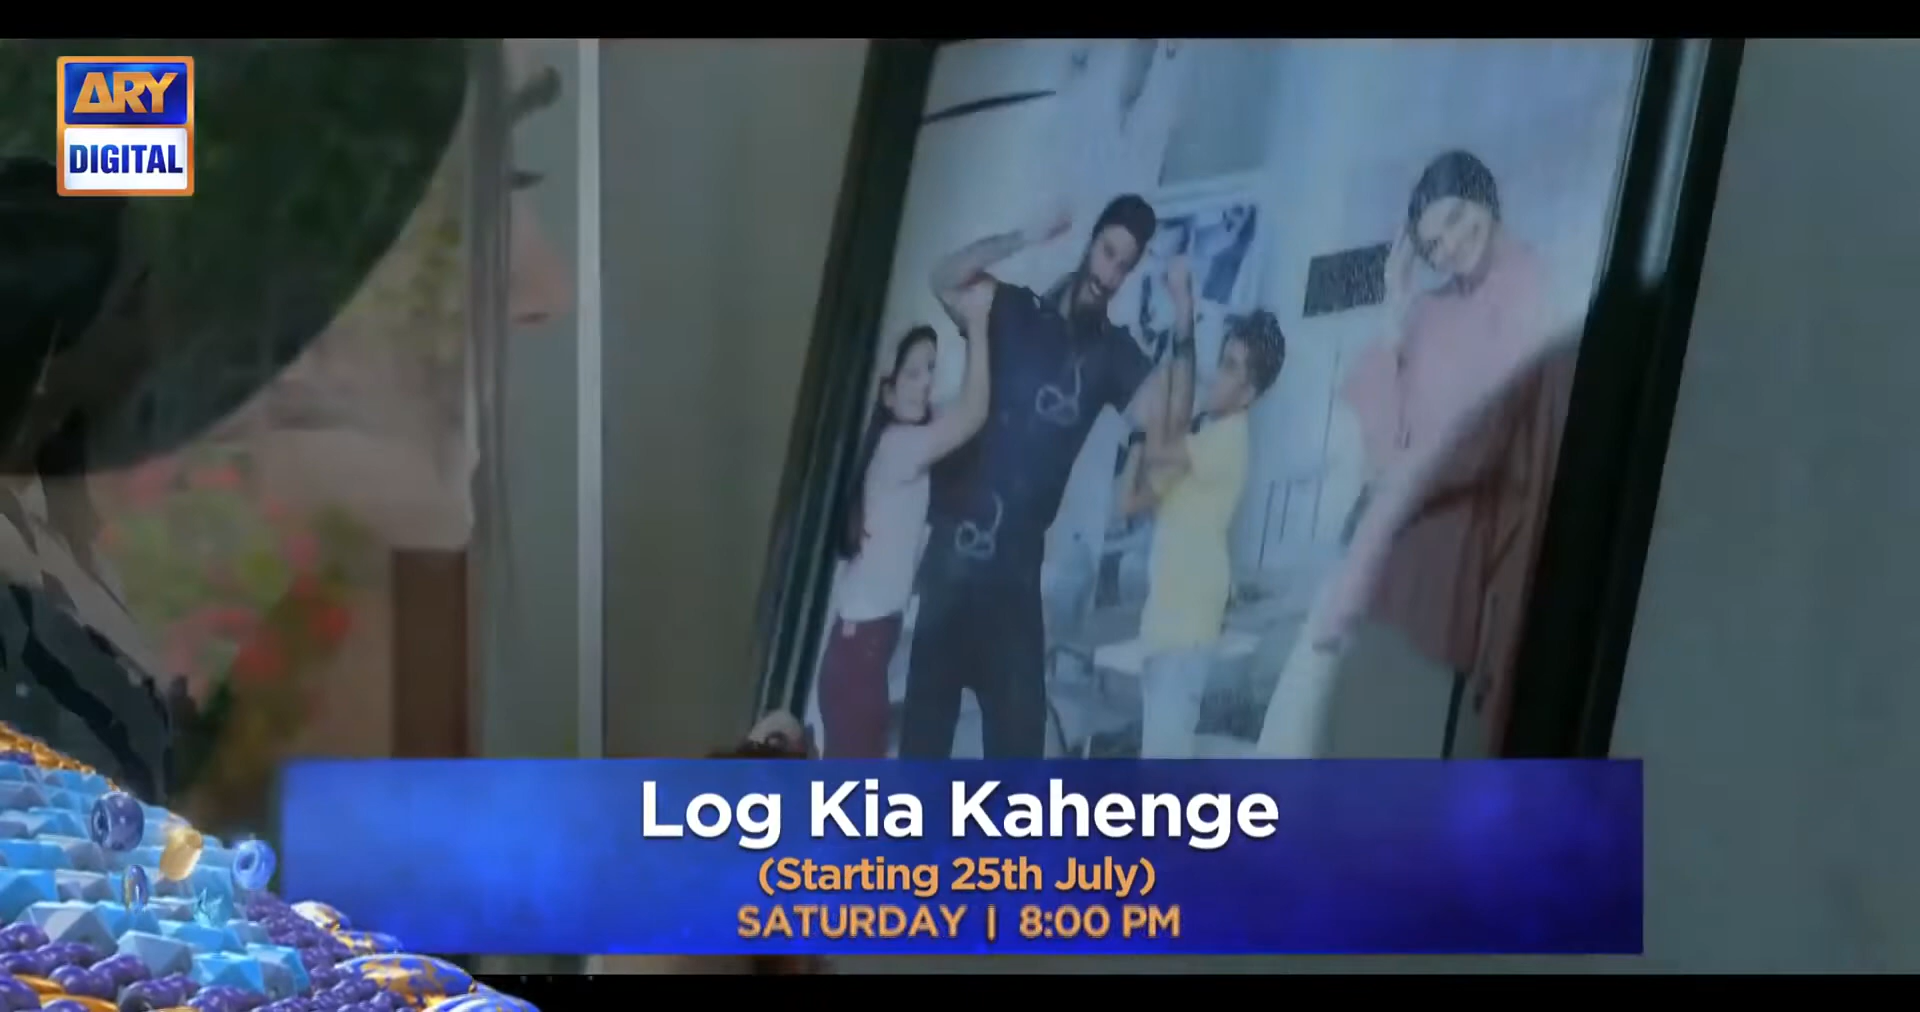 ARY
DIGITAL
Log Kia Kahenge
(Starting 25th July)
SATURDAY | 8:00 PM